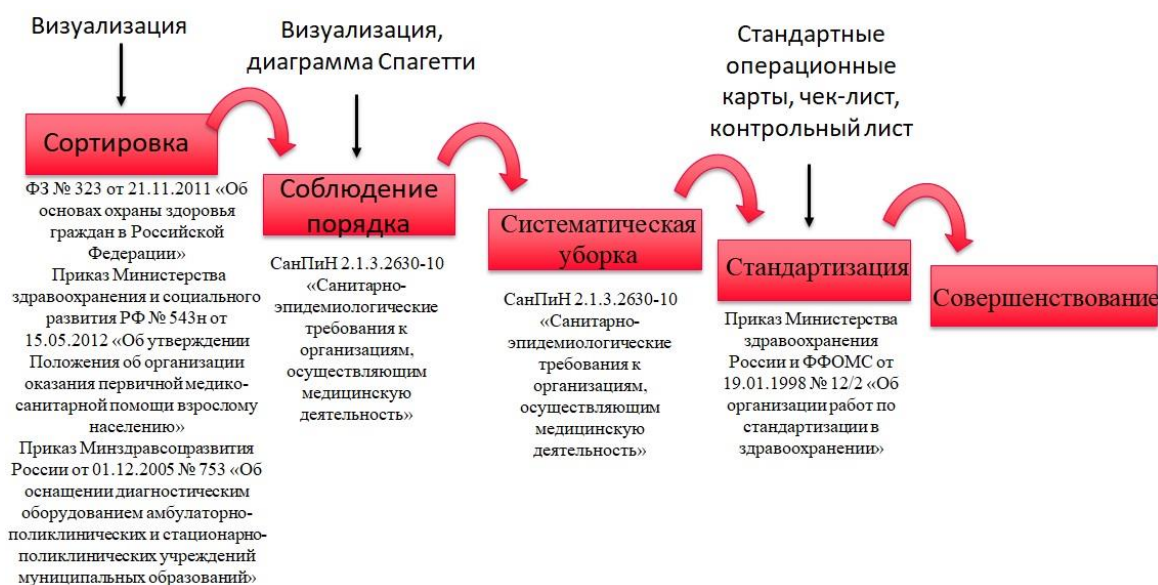 Визуализация
Сортировка
ФЗ № 323 от 21.11.2011 «Об
основах охраны здоровья
граждан в Российской
Федерации»
Приказ Министерства
здравоохранения и социального
развития РФ № 543н от
15.05.2012 «Об утверждении
Положения об организации
оказания первичной медико-
санитарной помощи взрослому
населению»
Приказ Минздравсоцразвития
России от 01.12.2005 № 753 «Об
оснащении диагностическим
оборудованием амбулаторно-
поликлинических и стационарно-
поликлинических учреждений
муниципальных образований»
Визуализация,
диаграмма Спагетти
Соблюдение
порядка
СанПиН 2.1.3.2630-10
«Санитарно-
эпидемиологические
требования к
организациям,
осуществляющим
медицинскую
деятельность»
Систематическая
уборка
СанПиН 2.1.3.2630-10
«Санитарно-
эпидемиологические
требования к
организациям,
осуществляющим
медицинскую
деятельность»
Стандартные
операционные
карты, чек-лист,
контрольный лист
Стандартизация
Приказ Министерства
здравоохранения
России и ФФОМС от
19.01.1998 № 12/2 «Об
организации работ по
стандартизации в
здравоохранении»
Совершенствование